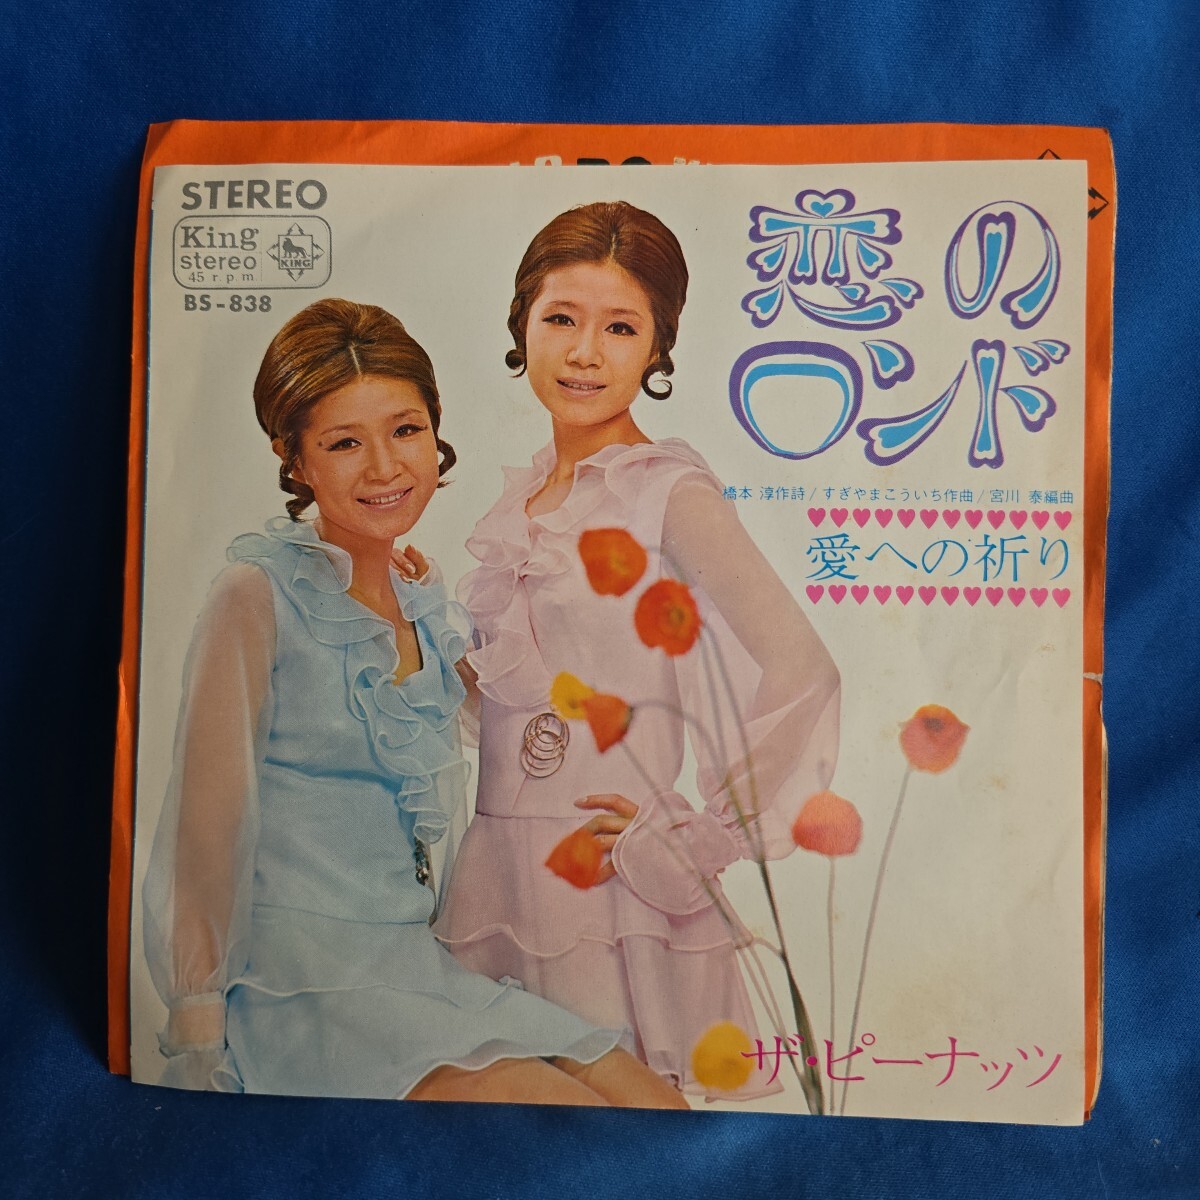 STEREO
King
stereo
45 r.p.m
KING
BS-838
恋の
ロンド
橋本 淳作詩/すぎやまこういち作曲/宮川 泰編曲
愛への祈り
ザ・ピーナッツ